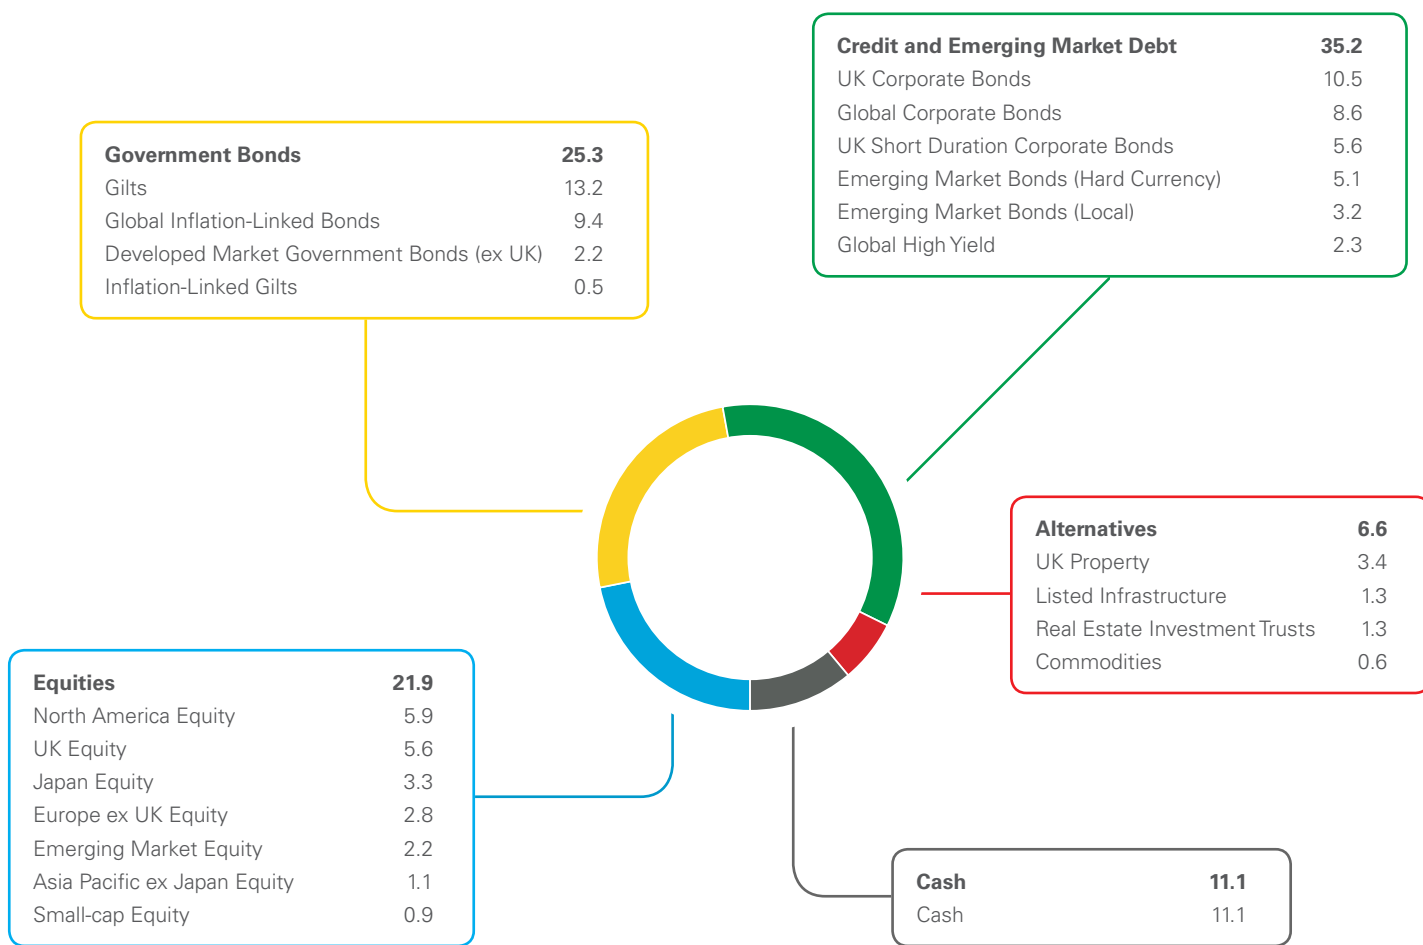 Credit and Emerging Market Debt 35.2
UK Corporate Bonds 10.5
Global Corporate Bonds 8.6
UK Short Duration Corporate Bonds 5.6
Emerging Market Bonds (Hard Currency) 5.1
Emerging Market Bonds (Local) 3.2
Global High Yield 2.3
Government Bonds 25.3
Gilts 13.2
Global Inflation-Linked Bonds 9.4
Developed Market Government Bonds (ex UK) 2.2
Inflation-Linked Gilts 0.5
Alternatives 6.6
UK Property 3.4
Listed Infrastructure 1.3
Real Estate Investment Trusts 1.3
Commodities 0.6
Equities 21.9
North America Equity 5.9
UK Equity 5.6
Japan Equity 3.3
Europe ex UK Equity 2.8
Emerging Market Equity 2.2
Asia Pacific ex Japan Equity 1.1
Small-cap Equity 0.9
Cash 11.1
Cash 11.1